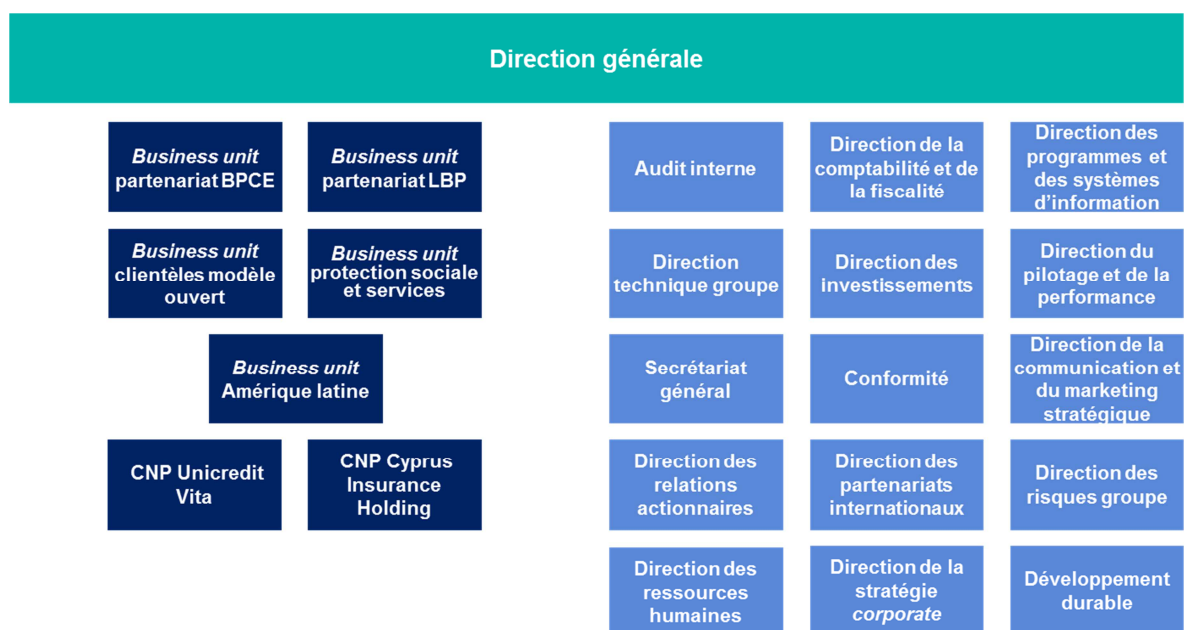 Direction générale
Business unit
partenariat BPCE
Business unit
partenariat LBP
Audit interne
Direction de la
comptabilité et de
la fiscalité
Direction des
programmes et
des systèmes
d'information
Business unit
clientèles modèle
ouvert
Business unit
protection sociale
et services
Direction
technique groupe
Direction des
investissements
Direction du
pilotage et de la
performance
Business unit
Amérique latine
Secrétariat
général
Conformité
Direction de la
communication et
du marketing
stratégique
CNP Unicredit
Vita
CNP Cyprus
Insurance
Holding
Direction des
relations
actionnaires
Direction des
partenariats
internationaux
Direction des
risques groupe
Direction des
ressources
humaines
Direction de la
stratégie
corporate
Développement
durable